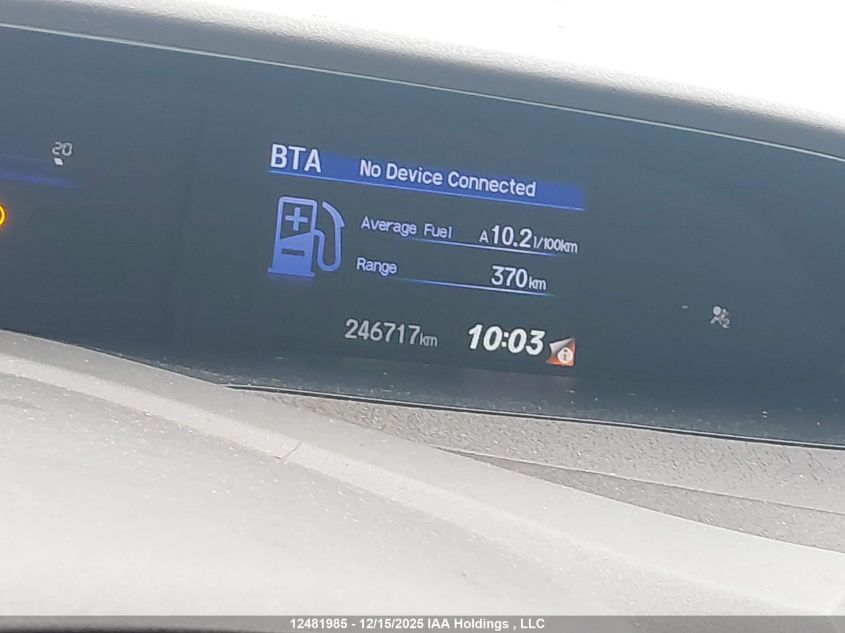 20
BTA No Device Connected
Average Fuel A 10.2 l/100km
Range 370 km
246717 km 10:03
12481985 - 12/15/2025 IAA Holdings , LLC